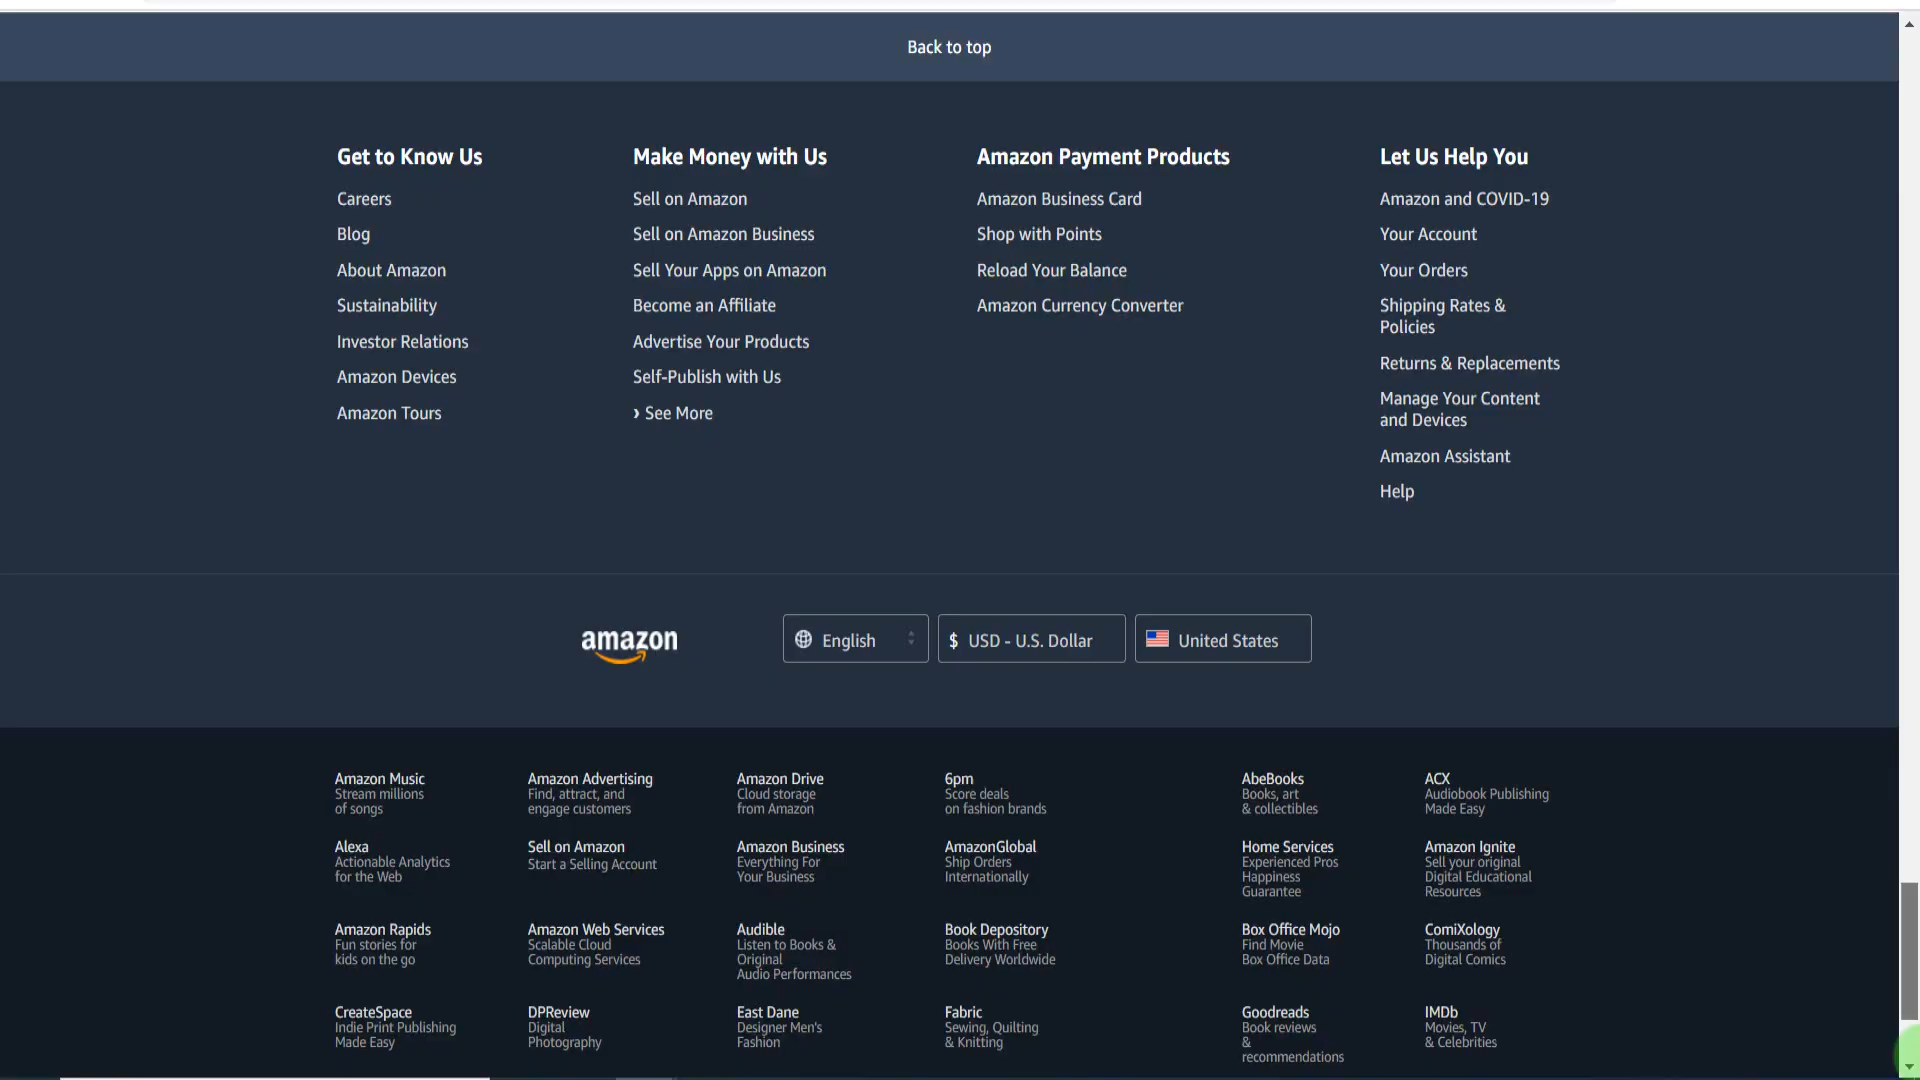 Back to top
Get to Know Us
Careers
Blog
About Amazon
Sustainability
Investor Relations
Amazon Devices
Amazon Tours
Make Money with Us
Sell on Amazon
Sell on Amazon Business
Sell Your Apps on Amazon
Become an Affiliate
Advertise Your Products
Self-Publish with Us
› See More
Amazon Payment Products
Amazon Business Card
Shop with Points
Reload Your Balance
Amazon Currency Converter
Let Us Help You
Amazon and COVID-19
Your Account
Your Orders
Shipping Rates &
Policies
Returns & Replacements
Manage Your Content
and Devices
Amazon Assistant
Help
amazon
English
$ USD - U.S. Dollar
United States
Amazon Music
Stream millions
of songs
Amazon Advertising
Find, attract, and
engage customers
Amazon Drive
Cloud storage
from Amazon
6pm
Score deals
on fashion brands
AbeBooks
Books, art
& collectibles
ACX
Audiobook Publishing
Made Easy
Alexa
Actionable Analytics
for the Web
Sell on Amazon
Start a Selling Account
Amazon Business
Everything For
Your Business
AmazonGlobal
Ship Orders
Internationally
Home Services
Experienced Pros
Happiness
Guarantee
Amazon Ignite
Sell your original
Digital Educational
Resources
Amazon Rapids
Fun stories for
kids on the go
Amazon Web Services
Scalable Cloud
Computing Services
Audible
Listen to Books &
Original
Audio Performances
Book Depository
Books With Free
Delivery Worldwide
Box Office Mojo
Find Movie
Box Office Data
ComiXology
Thousands of
Digital Comics
CreateSpace
Indie Print Publishing
Made Easy
DPReview
Digital
Photography
East Dane
Designer Men's
Fashion
Fabric
Sewing, Quilting
& Knitting
Goodreads
Book reviews
&
recommendations
IMDb
Movies, TV
& Celebrities